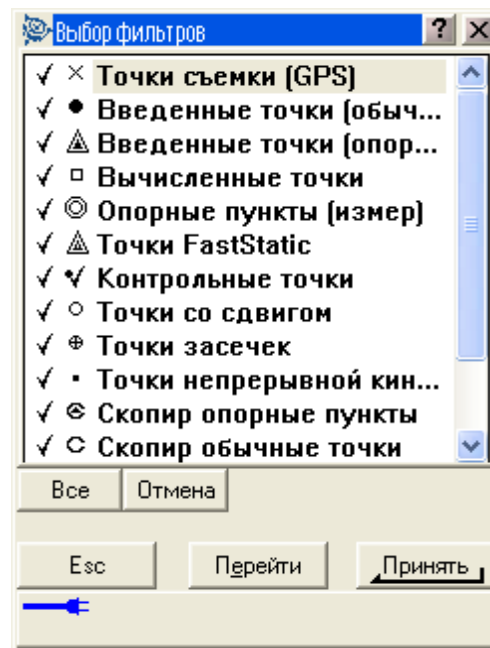 Выбор фильтров
Точки съемки (GPS)
Введенные точки (обыч...
Введенные точки (опор...
Вычисленные точки
Опорные пункты (измер)
Точки FastStatic
Контрольные точки
Точки со сдвигом
Точки засечек
Точки непрерывной кин...
Скопир опорные пункты
Скопир обычные точки
Все Отмена
Esc Перейти Принять